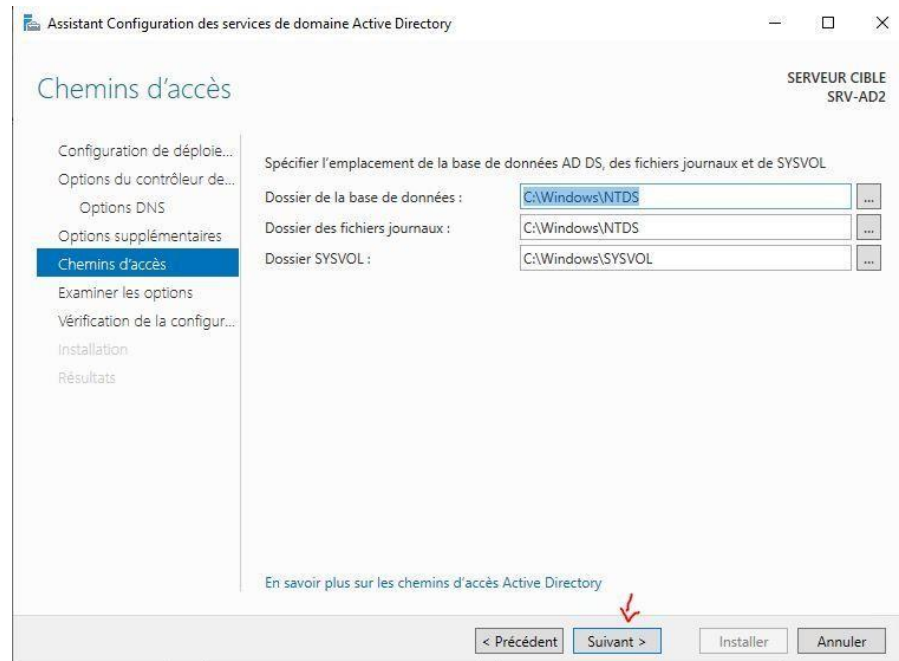 Assistant Configuration des services de domaine Active Directory
Chemins d'accès
SERVEUR CIBLE
SRV-AD2
Configuration de déploie...
Options du contrôleur de...
Options DNS
Options supplémentaires
Chemins d'accès
Examiner les options
Vérification de la configur...
Installation
Résultats
Spécifier l'emplacement de la base de données AD DS, des fichiers journaux et de SYSVOL
Dossier de la base de données : C:\Windows\NTDS ...
Dossier des fichiers journaux : C:\Windows\NTDS ...
Dossier SYSVOL : C:\Windows\SYSVOL ...
En savoir plus sur les chemins d'accès Active Directory
< Précédent Suivant > Installer Annuler